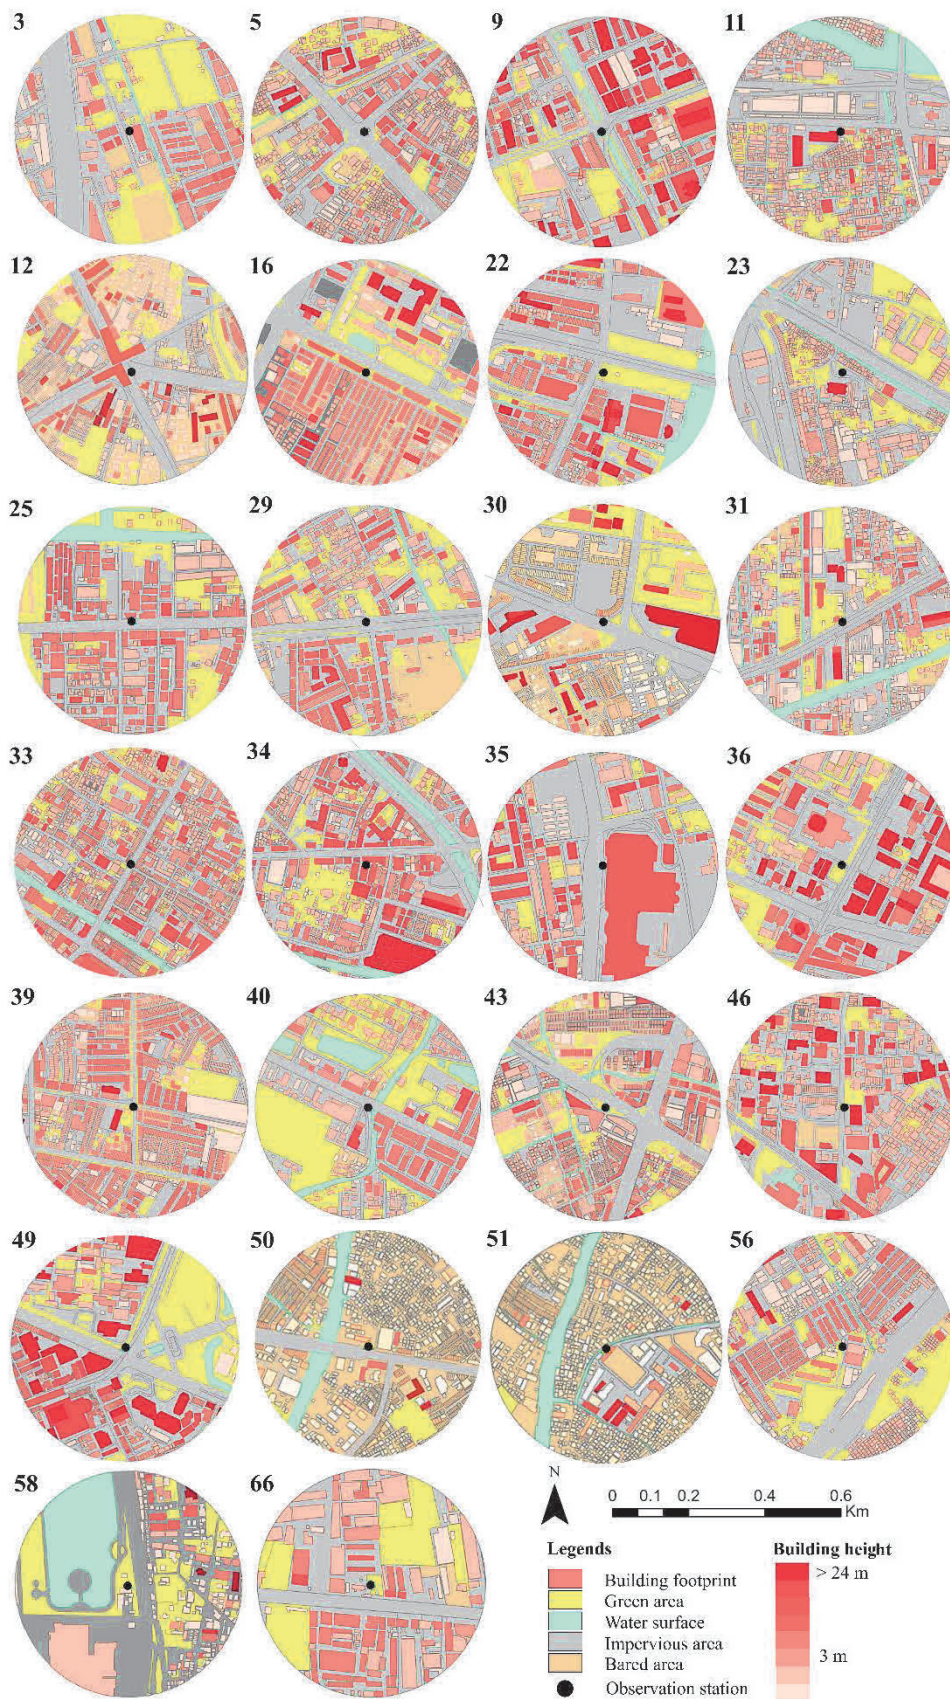 3 5 9 11
12 16 22 23
25 29 30 31
33 34 35 36
39 40 43 46
49 50 51 56
58 66
N
0 0.2 0.4 0.6
Km
Legends
Building footprint
Green area
Water surface
Impervious area
Bared area
Observation station
Building height
> 24 m
3 m